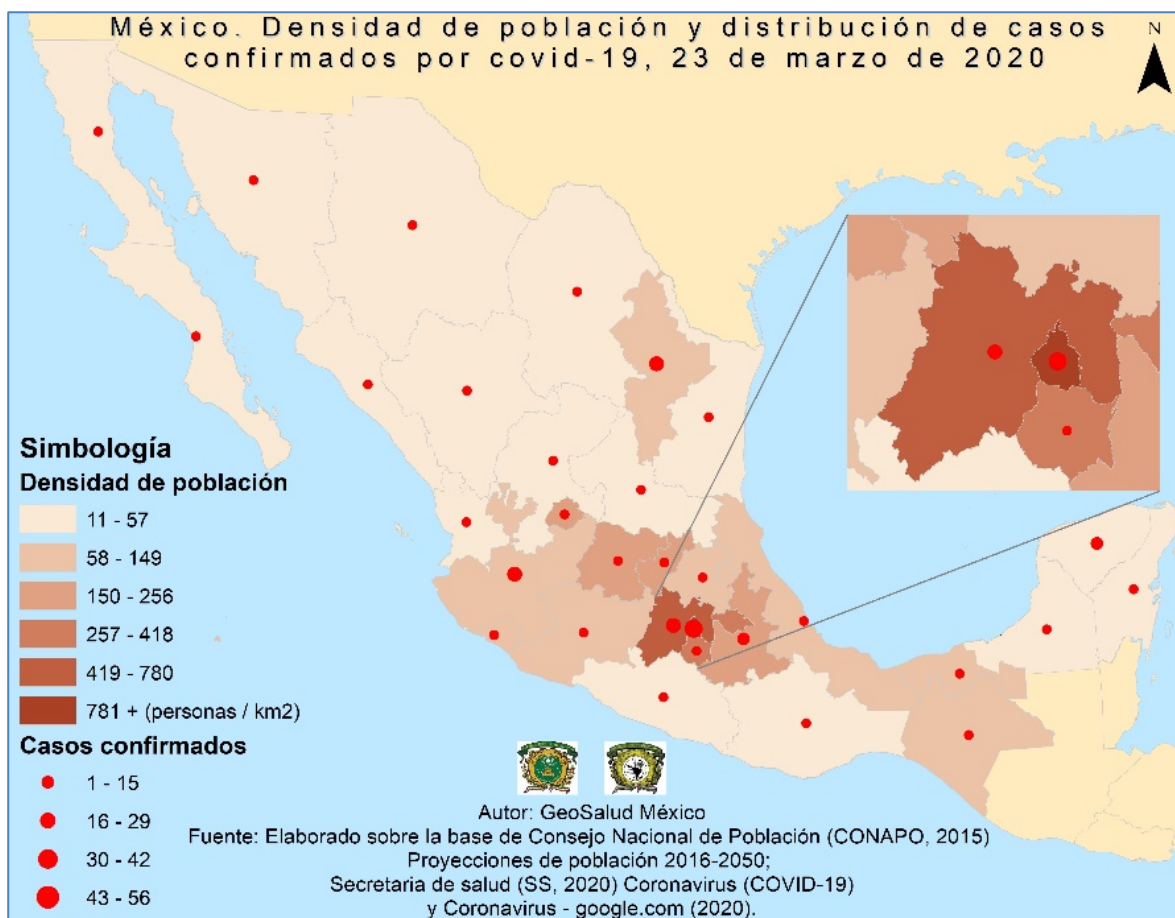 México. Densidad de población y distribución de casos
confirmados por covid-19, 23 de marzo de 2020
N
Simbología
Densidad de población
11 - 57
58 - 149
150 - 256
257 - 418
419 - 780
781 + (personas / km2)
Casos confirmados
1 - 15
16 - 29
30 - 42
43 - 56
Autor: GeoSalud México
Fuente: Elaborado sobre la base de Consejo Nacional de Población (CONAPO, 2015)
Proyecciones de población 2016-2050;
Secretaria de salud (SS, 2020) Coronavirus (COVID-19)
y Coronavirus - google.com (2020).